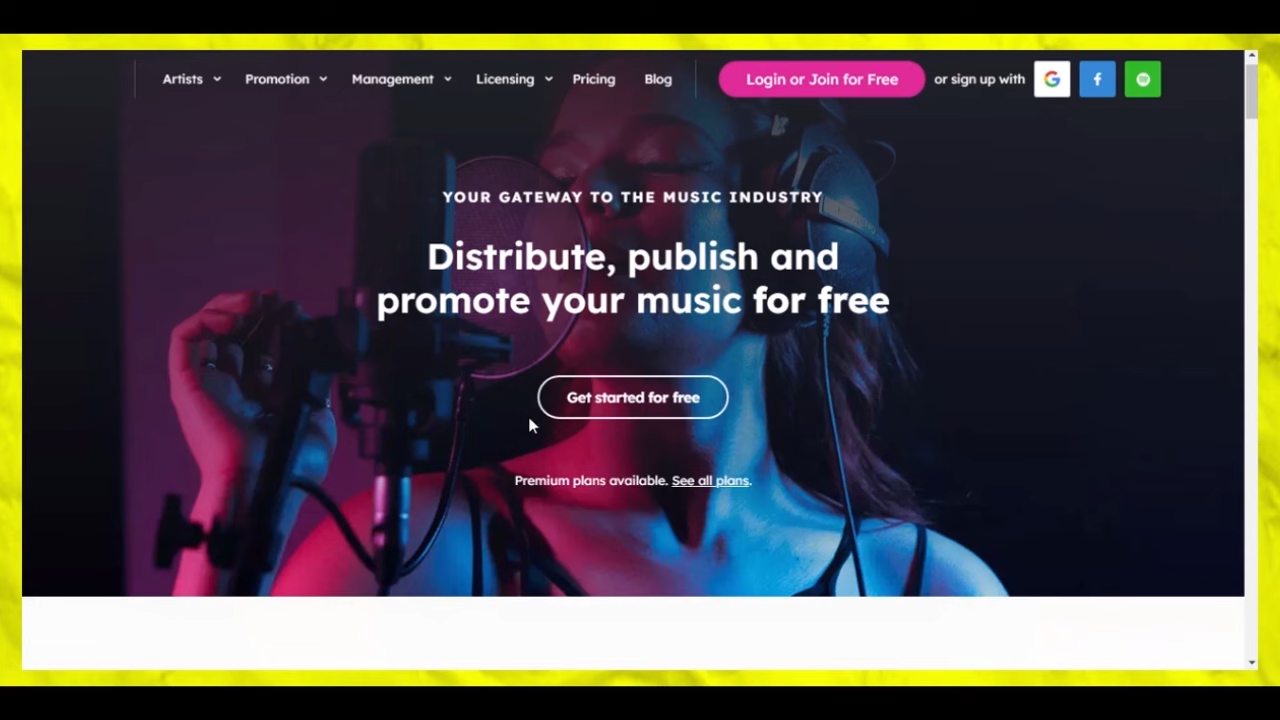 Artists Promotion Management Licensing Pricing Blog Login or Join for Free or sign up with G f
YOUR GATEWAY TO THE MUSIC INDUSTRY
Distribute, publish and
promote your music for free
Get started for free
Premium plans available. See all plans.